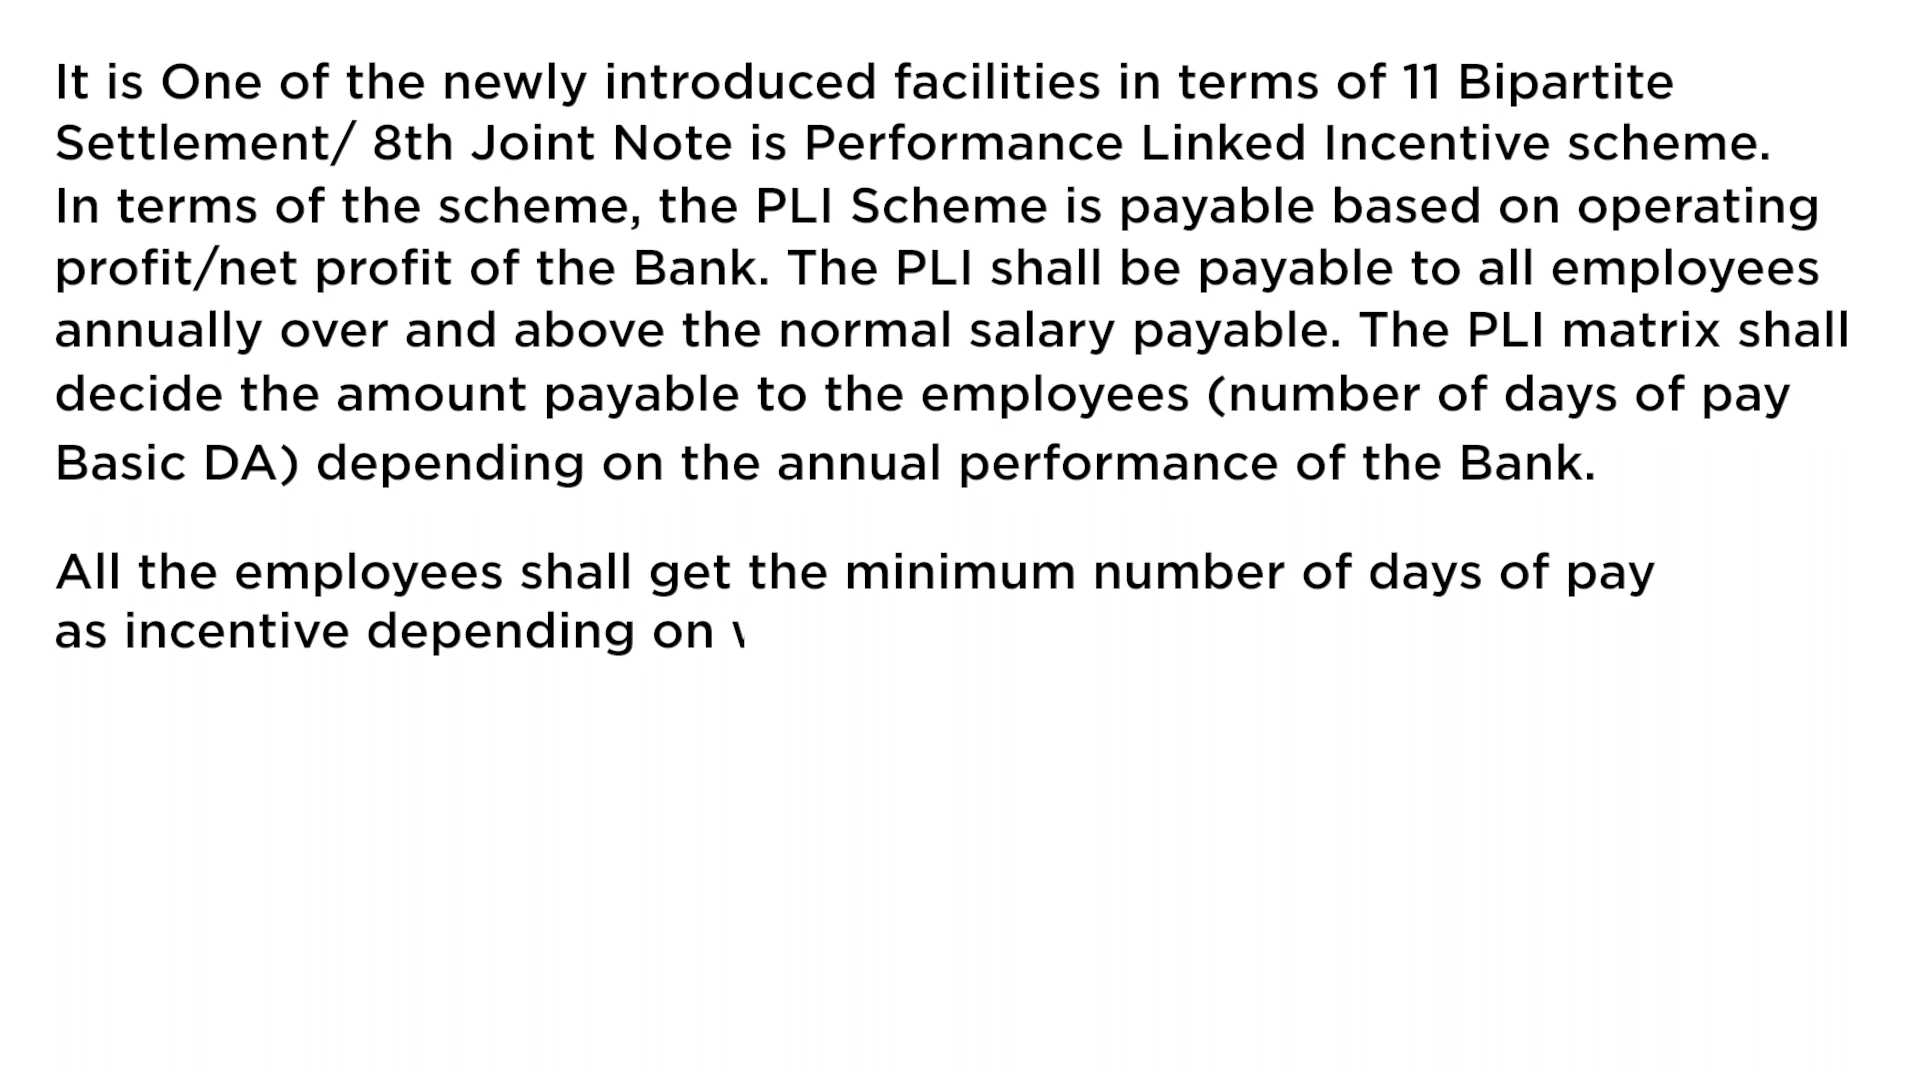 It is One of the newly introduced facilities in terms of 11 Bipartite
Settlement/ 8th Joint Note is Performance Linked Incentive scheme.
In terms of the scheme, the PLI Scheme is payable based on operating
profit/net profit of the Bank. The PLI shall be payable to all employees
annually over and above the normal salary payable. The PLI matrix shall
decide the amount payable to the employees (number of days of pay
Basic DA) depending on the annual performance of the Bank.
All the employees shall get the minimum number of days of pay
as incentive depending on